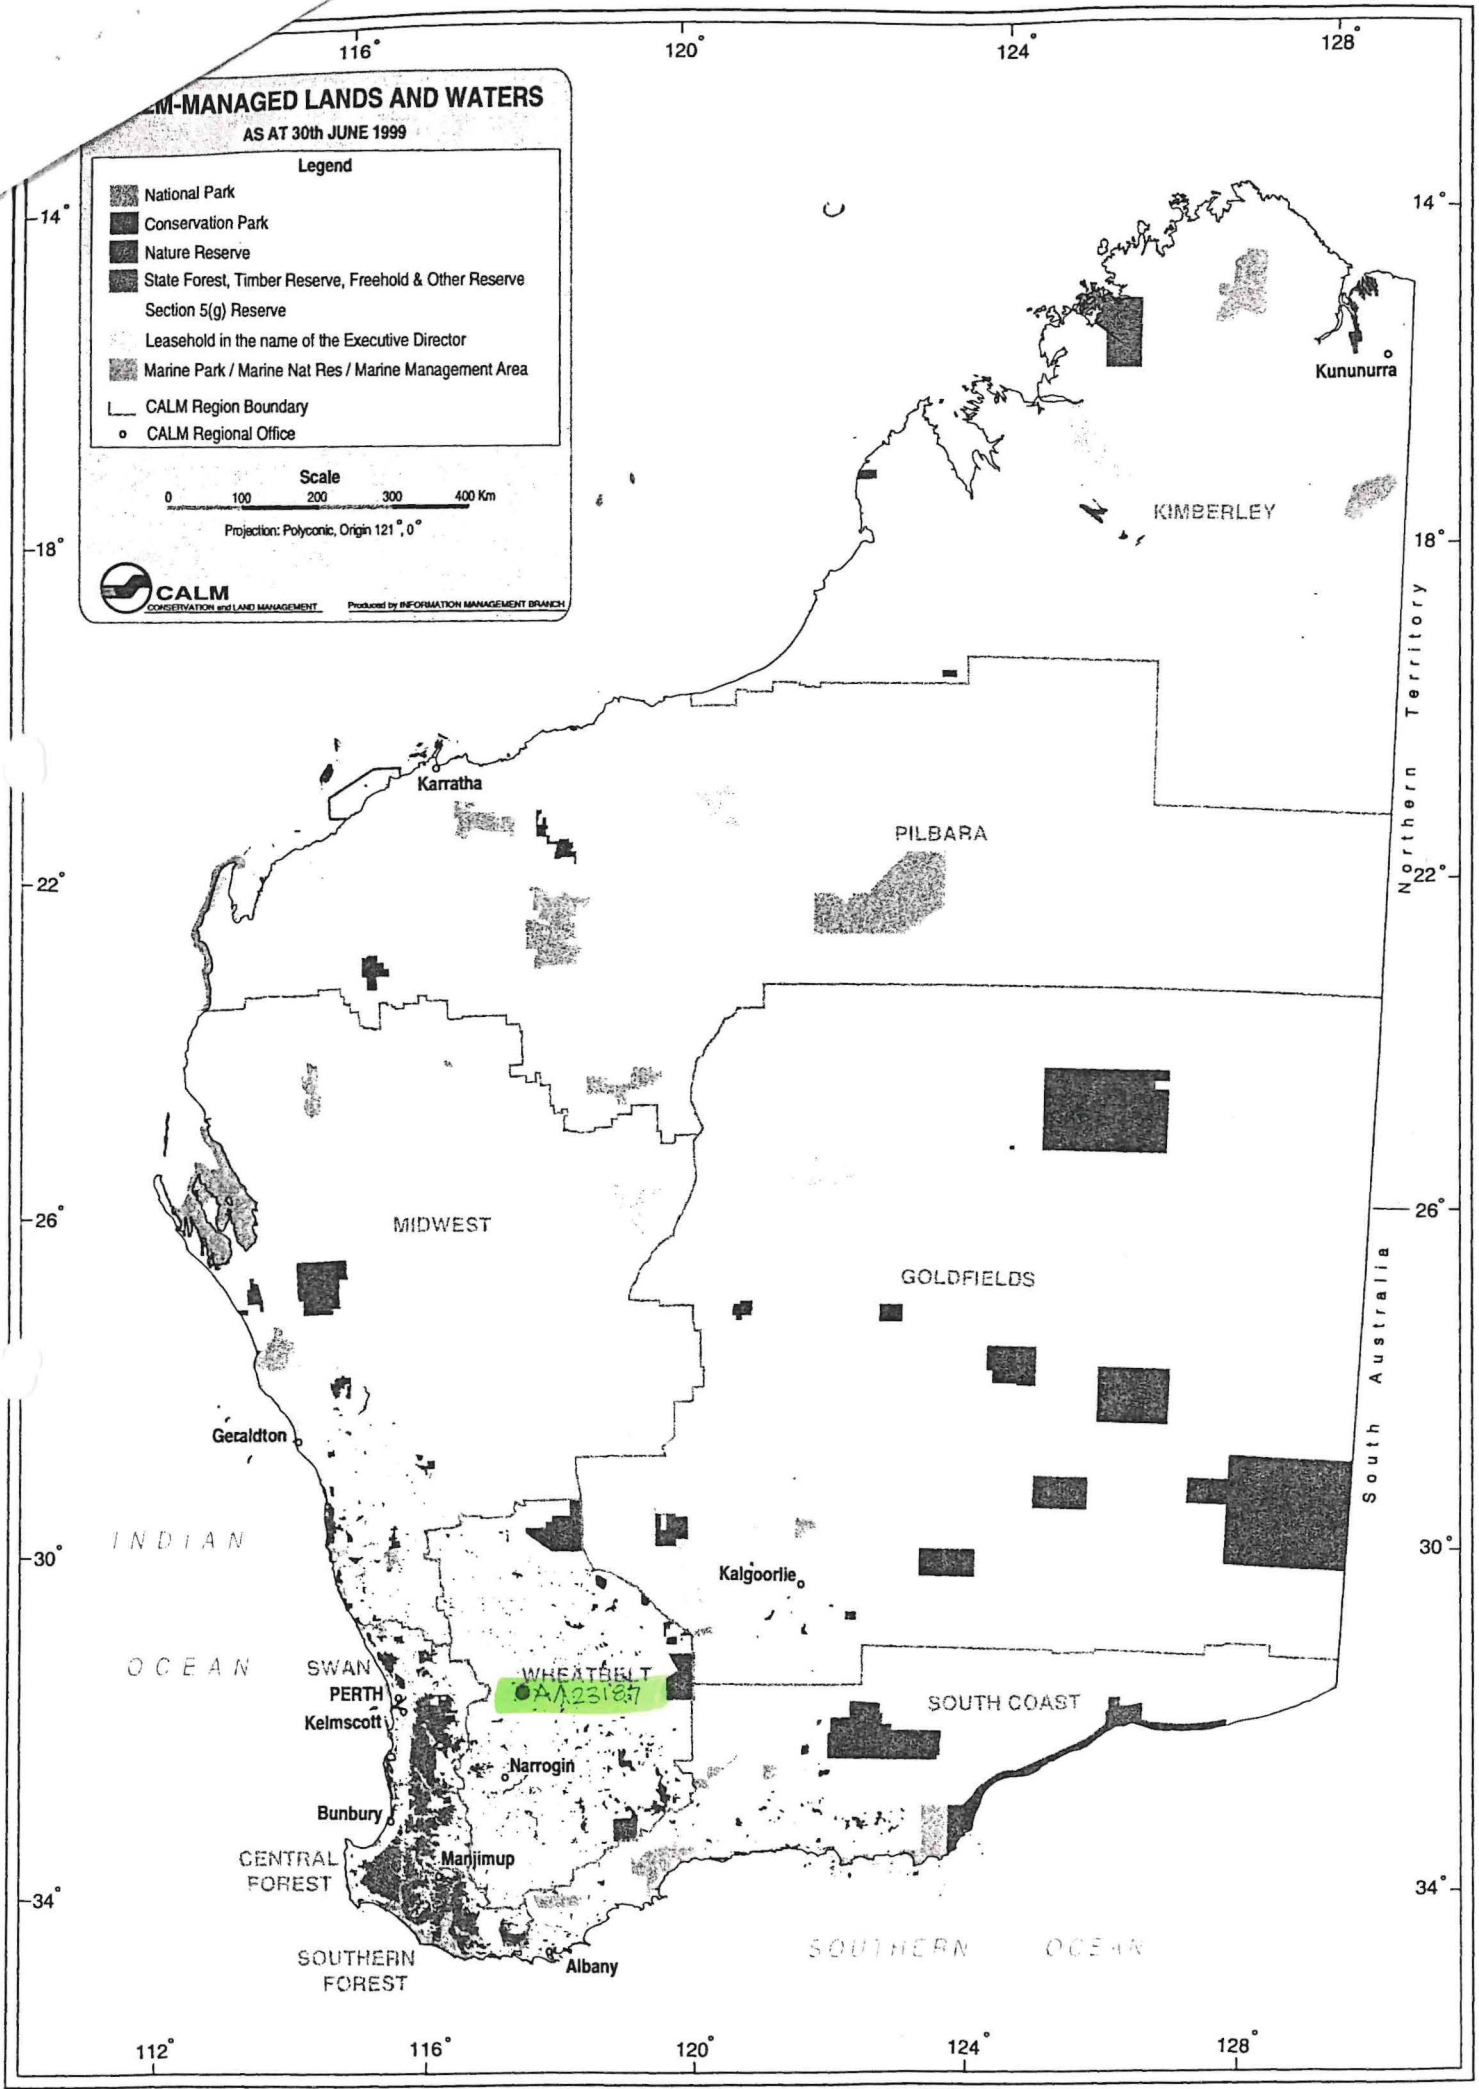 116°
120°
124°
128°
LM-MANAGED LANDS AND WATERS
AS AT 30th JUNE 1999
Legend
National Park
Conservation Park
Nature Reserve
State Forest, Timber Reserve, Freehold & Other Reserve
Section 5(g) Reserve
Leasehold in the name of the Executive Director
Marine Park / Marine Nat Res / Marine Management Area
CALM Region Boundary
CALM Regional Office
Scale
0 100 200 300 400 Km
Projection: Polyconic, Origin 121°, 0°
CALM
CONSERVATION and LAND MANAGEMENT
Produced by INFORMATION MANAGEMENT BRANCH
14°
14°
Kununurra
KIMBERLEY
18°
18°
Northern Territory
Karratha
PILBARA
22°
22°
26°
26°
MIDWEST
GOLDFIELDS
South Australia
Geraldton
INDIAN
30°
30°
Kalgoorlie
OCEAN
SWAN
WHEATBELT
PERTH
Kelmscott
SOUTH COAST
Narrogin
Bunbury
CENTRAL
FOREST
Manjimup
34°
34°
SOUTHERN OCEAN
SOUTHERN
FOREST
Albany
112°
116°
120°
124°
128°